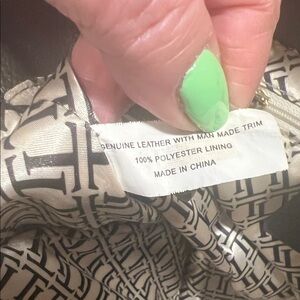 GENUINE LEATHER WITH MAN MADE TRIM
100% POLYESTER LINING
MADE IN CHINA